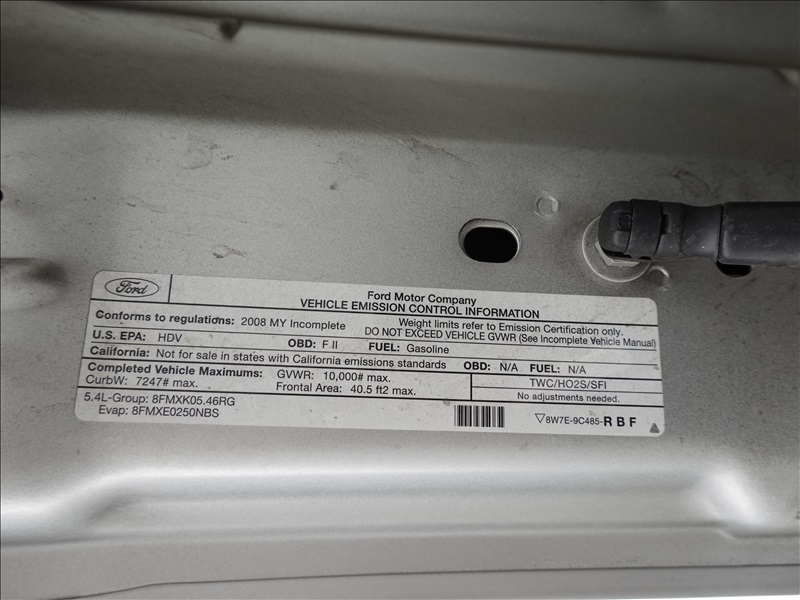 Ford
Ford Motor Company
VEHICLE EMISSION CONTROL INFORMATION
Conforms to regulations: 2008 MY Incomplete
Weight limits refer to Emission Certification only.
DO NOT EXCEED VEHICLE GVWR (See Incomplete Vehicle Manual)
U.S. EPA: HDV OBD: F II FUEL: Gasoline
California: Not for sale in states with California emissions standards OBD: N/A FUEL: N/A
Completed Vehicle Maximums: GVWR: 10,000# max.
CurbW: 7247# max. Frontal Area: 40.5 ft2 max.
TWC/HO2S/SFI
No adjustments needed.
5.4L-Group: 8FMXK05.46RG
Evap: 8FMXE0250NBS
8W7E-9C485-RBF